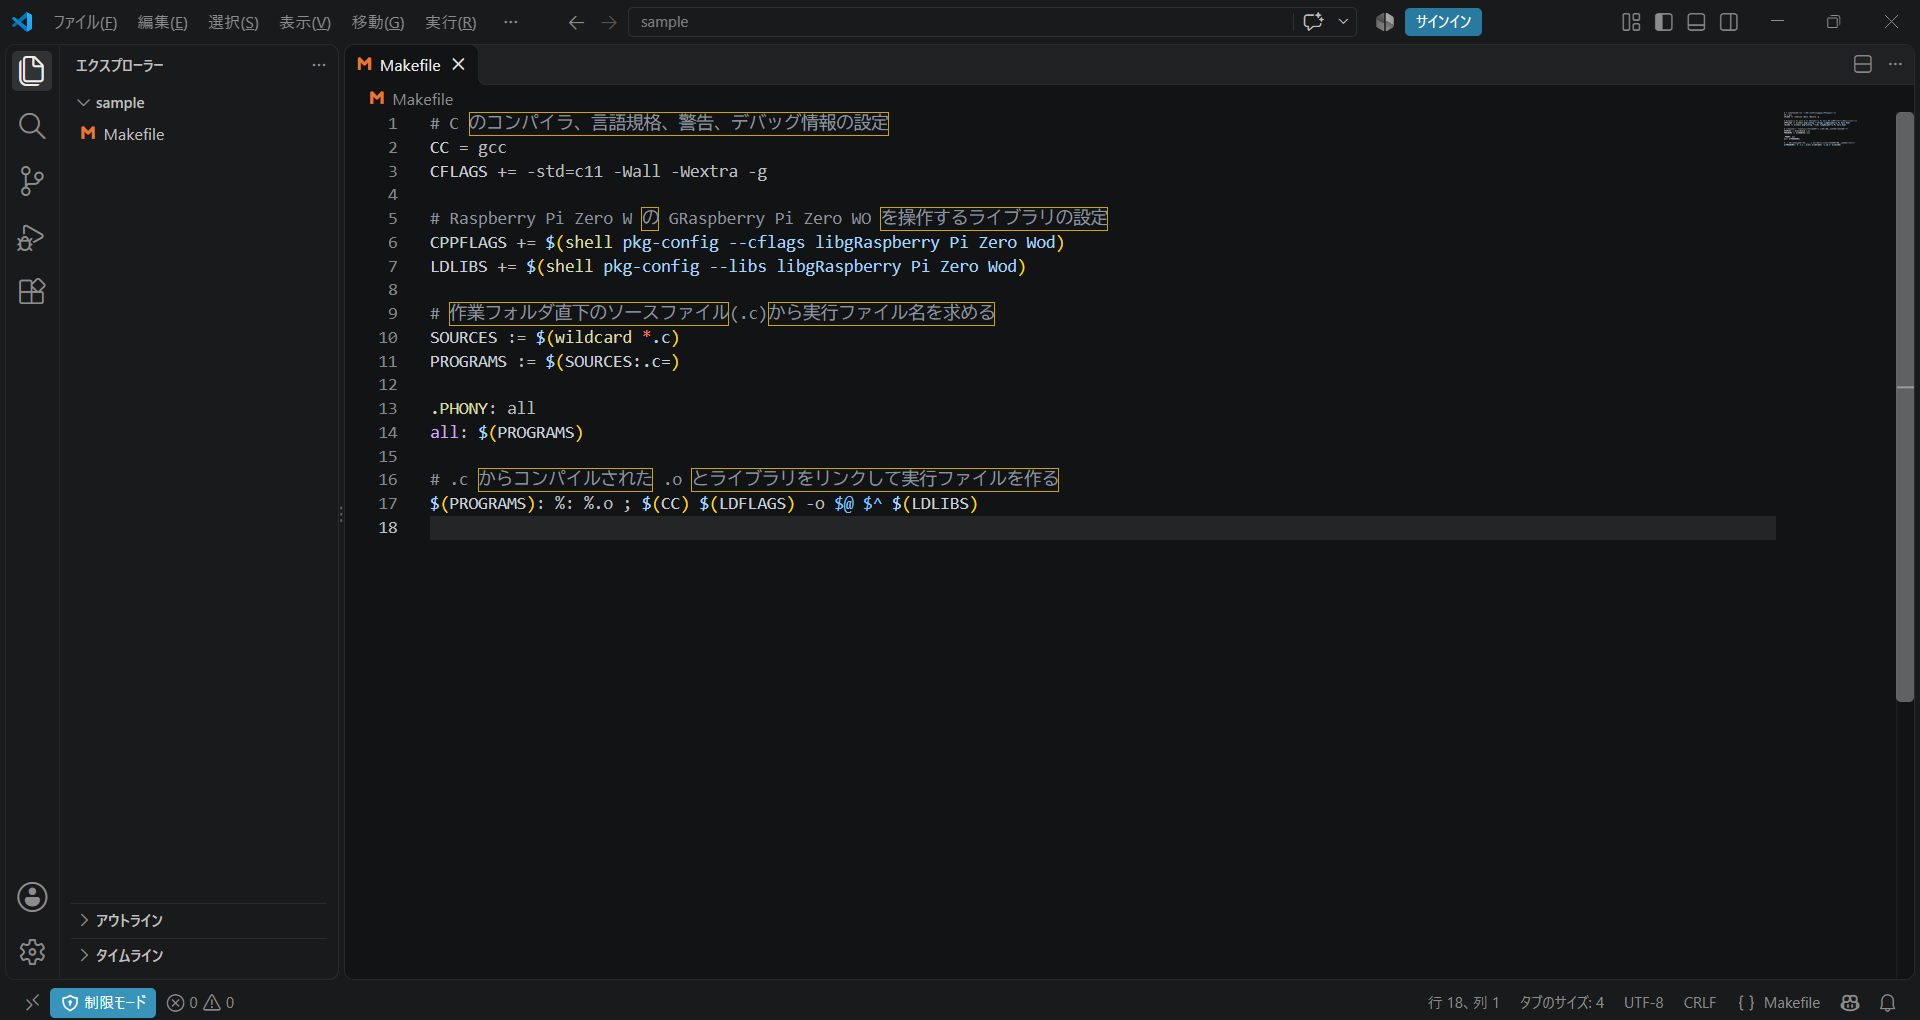 ファイル(F) 編集(E) 選択(S) 表示(V) 移動(G) 実行(R) … sample サインイン
エクスプローラー …
sample
Makefile
アウトライン
タイムライン
Makefile
Makefile
1 # C のコンパイラ、言語規格、警告、デバッグ情報の設定
2 CC = gcc
3 CFLAGS += -std=c11 -Wall -Wextra -g
4
5 # Raspberry Pi Zero W の GRaspberry Pi Zero WO を操作するライブラリの設定
6 CPPFLAGS += $(shell pkg-config --cflags libgRaspberry Pi Zero Wod)
7 LDLIBS += $(shell pkg-config --libs libgRaspberry Pi Zero Wod)
8
9 # 作業フォルダ直下のソースファイル(.c)から実行ファイル名を求める
10 SOURCES := $(wildcard *.c)
11 PROGRAMS := $(SOURCES:.c=)
12
13 .PHONY: all
14 all: $(PROGRAMS)
15
16 # .c からコンパイルされた .o とライブラリをリンクして実行ファイルを作る
17 $(PROGRAMS): %: %.o ; $(CC) $(LDFLAGS) -o $@ $^ $(LDLIBS)
18
制限モード 0 0 行 18、列 1 タブのサイズ: 4 UTF-8 CRLF { } Makefile